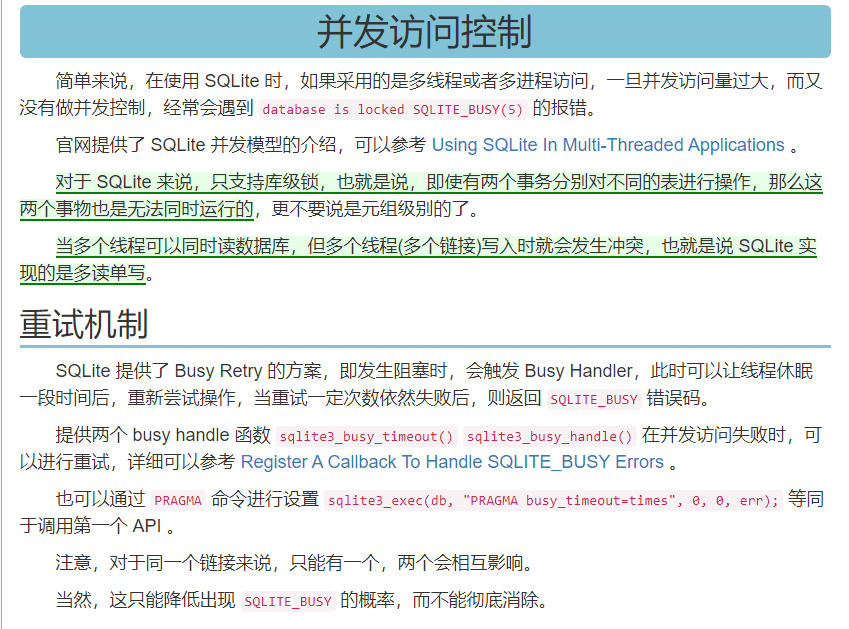 并发访问控制
简单来说，在使用 SQLite 时，如果采用的是多线程或者多进程访问，一旦并发访问量过大，而又
没有做并发控制，经常会遇到 database is locked SQLITE_BUSY(5) 的报错。
官网提供了 SQLite 并发模型的介绍，可以参考 Using SQLite In Multi-Threaded Applications 。
对于 SQLite 来说，只支持库级锁，也就是说，即使有两个事务分别对不同的表进行操作，那么这
两个事物也是无法同时运行的，更不要说是元组级别的了。
当多个线程可以同时读数据库，但多个线程(多个链接)写入时就会发生冲突，也就是说 SQLite 实
现的是多读单写。
重试机制
SQLite 提供了 Busy Retry 的方案，即发生阻塞时，会触发 Busy Handler，此时可以让线程休眠
一段时间后，重新尝试操作，当重试一定次数依然失败后，则返回 SQLITE_BUSY 错误码。
提供两个 busy handle 函数 sqlite3_busy_timeout() sqlite3_busy_handle() 在并发访问失败时，可
以进行重试，详细可以参考 Register A Callback To Handle SQLITE_BUSY Errors 。
也可以通过 PRAGMA 命令进行设置 sqlite3_exec(db, "PRAGMA busy_timeout=times", 0, 0, err); 等同
于调用第一个 API 。
注意，对于同一个链接来说，只能有一个，两个会相互影响。
当然，这只能降低出现 SQLITE_BUSY 的概率，而不能彻底消除。